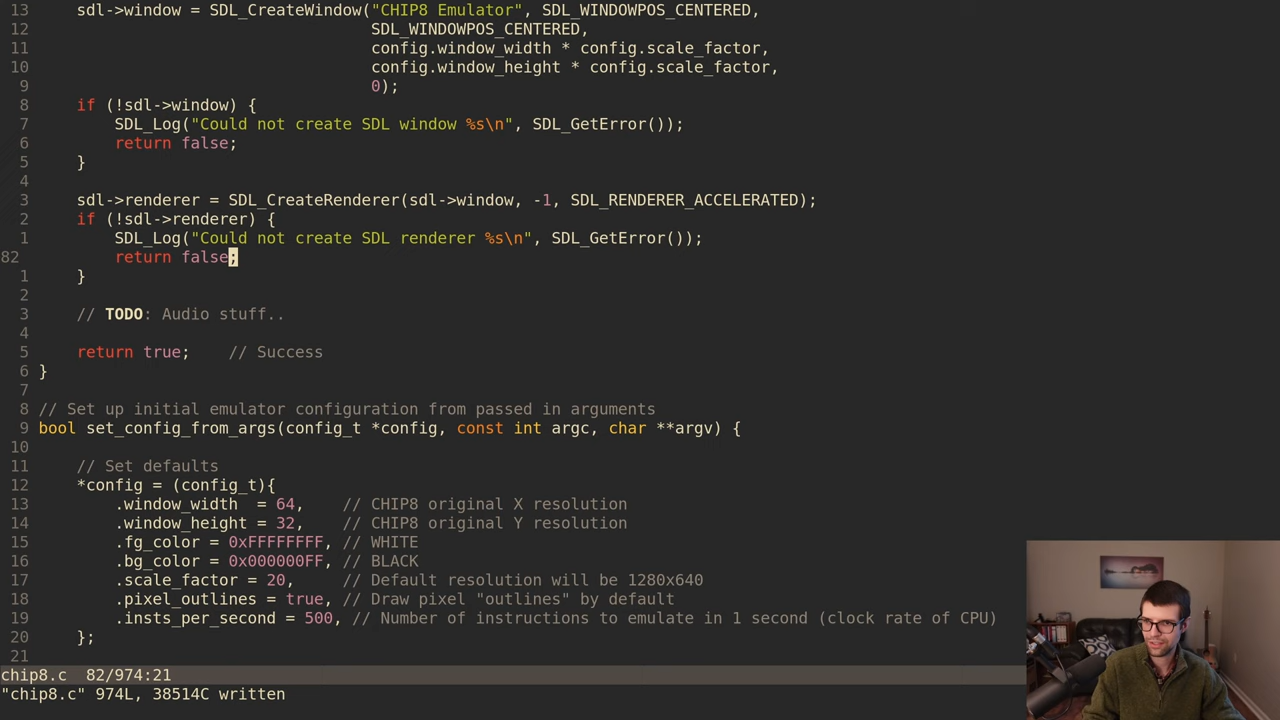 13     sdl->window = SDL_CreateWindow("CHIP8 Emulator", SDL_WINDOWPOS_CENTERED,
12                                    SDL_WINDOWPOS_CENTERED,
11                                    config.window_width * config.scale_factor,
10                                    config.window_height * config.scale_factor,
9                                    0);
8     if (!sdl->window) {
7         SDL_Log("Could not create SDL window %s\n", SDL_GetError());
6         return false;
5     }
4
3     sdl->renderer = SDL_CreateRenderer(sdl->window, -1, SDL_RENDERER_ACCELERATED);
2     if (!sdl->renderer) {
1         SDL_Log("Could not create SDL renderer %s\n", SDL_GetError());
82         return false;
1     }
2
3     // TODO: Audio stuff..
4
5     return true;    // Success
6 }
7
8 // Set up initial emulator configuration from passed in arguments
9 bool set_config_from_args(config_t *config, const int argc, char **argv) {
10
11     // Set defaults
12     *config = (config_t){
13         .window_width  = 64,    // CHIP8 original X resolution
14         .window_height = 32,    // CHIP8 original Y resolution
15         .fg_color = 0xFFFFFFFF, // WHITE
16         .bg_color = 0x000000FF, // BLACK
17         .scale_factor = 20,     // Default resolution will be 1280x640
18         .pixel_outlines = true, // Draw pixel "outlines" by default
19         .insts_per_second = 500, // Number of instructions to emulate in 1 second (clock rate of CPU)
20     };
21
chip8.c  82/974:21
"chip8.c" 974L, 38514C written